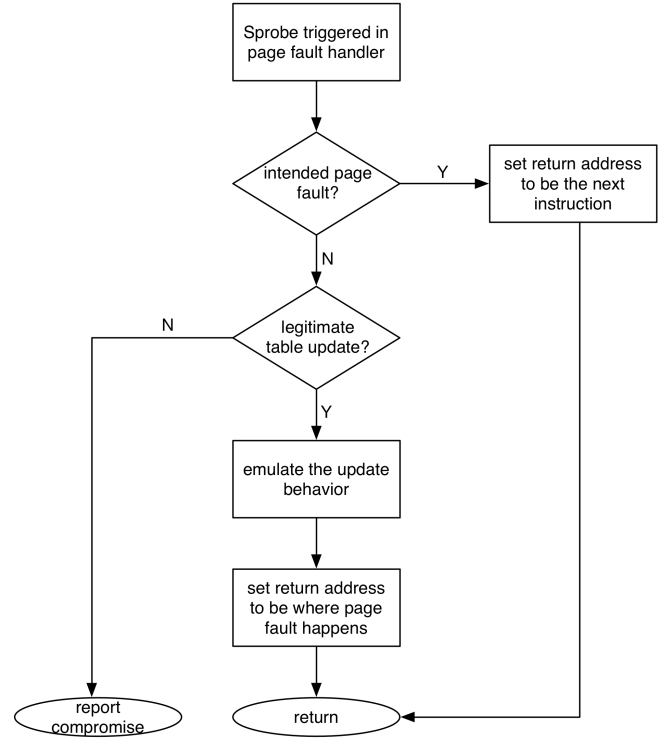 Sprobe triggered in
page fault handler
intended page
fault?
Y
set return address
to be the next
instruction
N
legitimate
table update?
N
Y
emulate the update
behavior
set return address
to be where page
fault happens
report
compromise
return